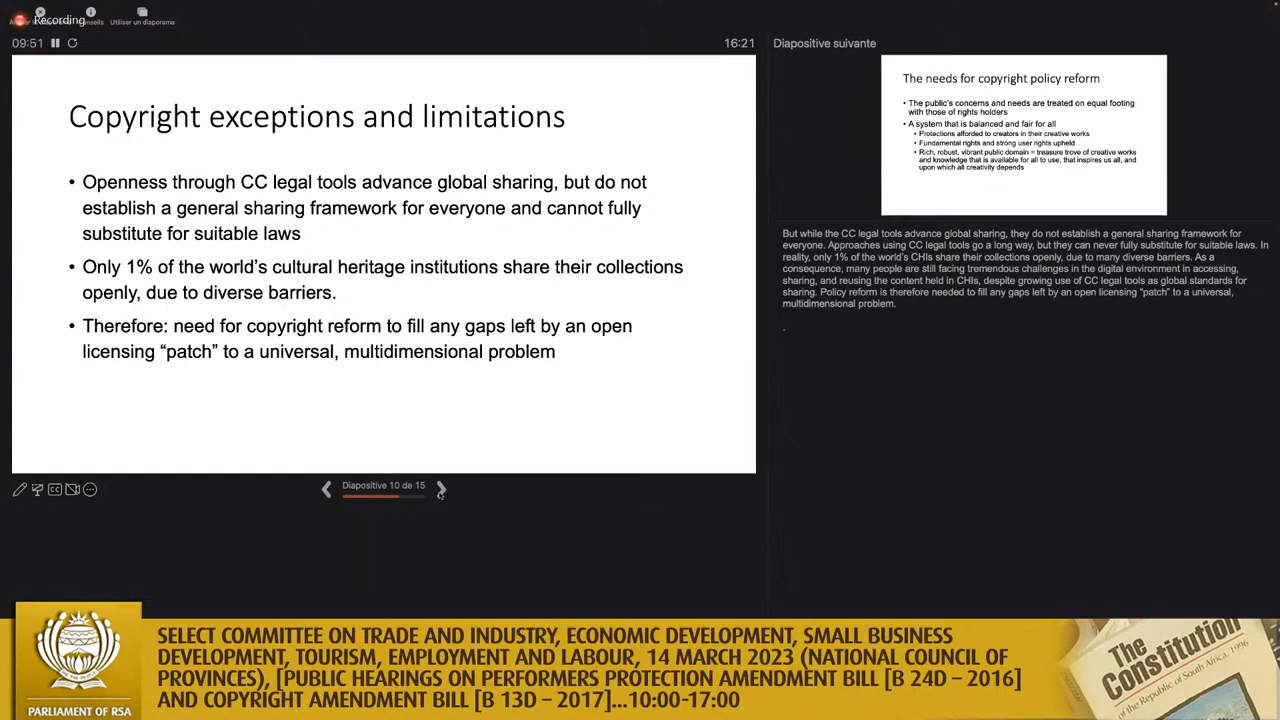 Recording
Utiliser un diaporama
09:51
16:21
Diapositive suivante
Copyright exceptions and limitations
• Openness through CC legal tools advance global sharing, but do not
establish a general sharing framework for everyone and cannot fully
substitute for suitable laws
• Only 1% of the world's cultural heritage institutions share their collections
openly, due to diverse barriers.
• Therefore: need for copyright reform to fill any gaps left by an open
licensing “patch” to a universal, multidimensional problem
The needs for copyright policy reform
• The public's concerns and needs are treated on equal footing
with those of rights holders
• A system that is balanced and fair for all
• Protections afforded to creators in their creative works
• Fundamental rights and strong user rights upheld
• Rich, robust, vibrant public domain = treasure trove of creative works
and knowledge that is available for all to use, that inspires us all, and
upon which all creativity depends
But while the CC legal tools advance global sharing, they do not establish a general sharing framework for
everyone. Approaches using CC legal tools go a long way, but they can never fully substitute for suitable laws. In
reality, only 1% of the world's CHIs share their collections openly, due to many diverse barriers. As a
consequence, many people are still facing tremendous challenges in the digital environment in accessing,
sharing, and reusing the content held in CHIs, despite growing use of CC legal tools as global standards for
sharing. Policy reform is therefore needed to fill any gaps left by an open licensing “patch” to a universal,
multidimensional problem.
.
CC
Diapositive 10 de 15
PARLIAMENT OF RSA
SELECT COMMITTEE ON TRADE AND INDUSTRY, ECONOMIC DEVELOPMENT, SMALL BUSINESS
DEVELOPMENT, TOURISM, EMPLOYMENT AND LABOUR, 14 MARCH 2023 (NATIONAL COUNCIL OF
PROVINCES), [PUBLIC HEARINGS ON PERFORMERS PROTECTION AMENDMENT BILL [B 24D – 2016]
AND COPYRIGHT AMENDMENT BILL [B 13D – 2017]...10:00-17:00
The
Constitution
of the Republic of South Africa, 1996